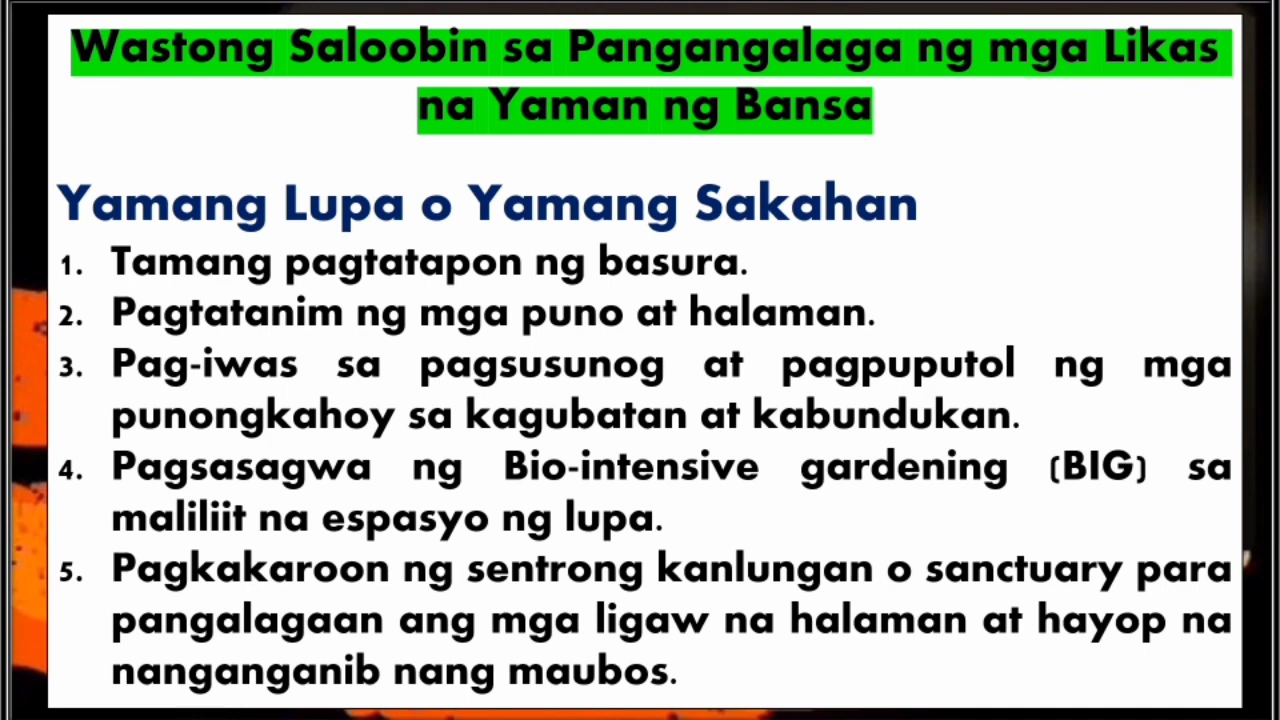 Wastong Saloobin sa Pangangalaga ng mga Likas
na Yaman ng Bansa
Yamang Lupa o Yamang Sakahan
1. Tamang pagtatapon ng basura.
2. Pagtatanim ng mga puno at halaman.
3. Pag-iwas sa pagsusunog at pagpuputol ng mga
punongkahoy sa kagubatan at kabundukan.
4. Pagsasagwa ng Bio-intensive gardening (BIG) sa
maliliit na espasyo ng lupa.
5. Pagkakaroon ng sentrong kanlungan o sanctuary para
pangalagaan ang mga ligaw na halaman at hayop na
nanganganib nang maubos.